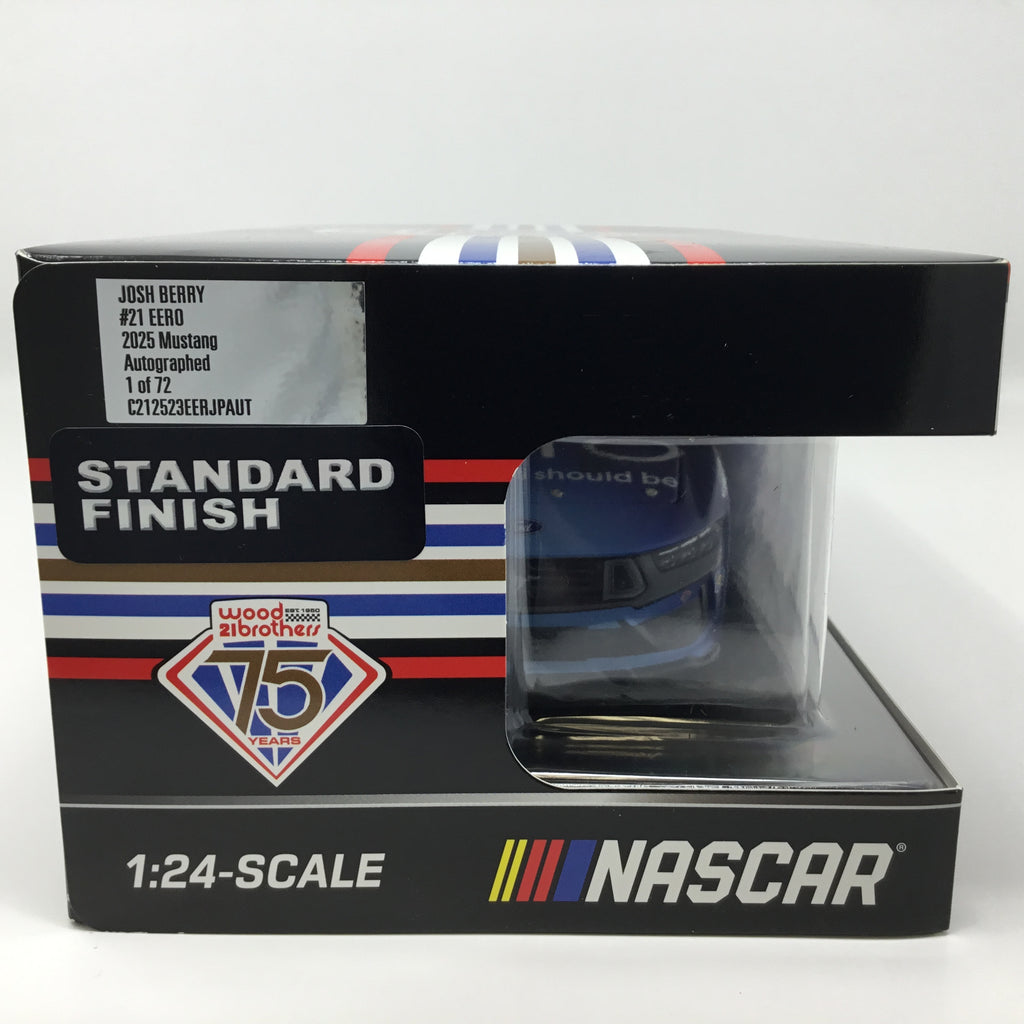 JOSH BERRY
#21 EERO
2025 Mustang
Autographed
1 of 72
C212523EERJPAUT
STANDARD
FINISH
should be
wood EST 1950
21brothers
75
YEARS
1:24-SCALE
NASCAR®